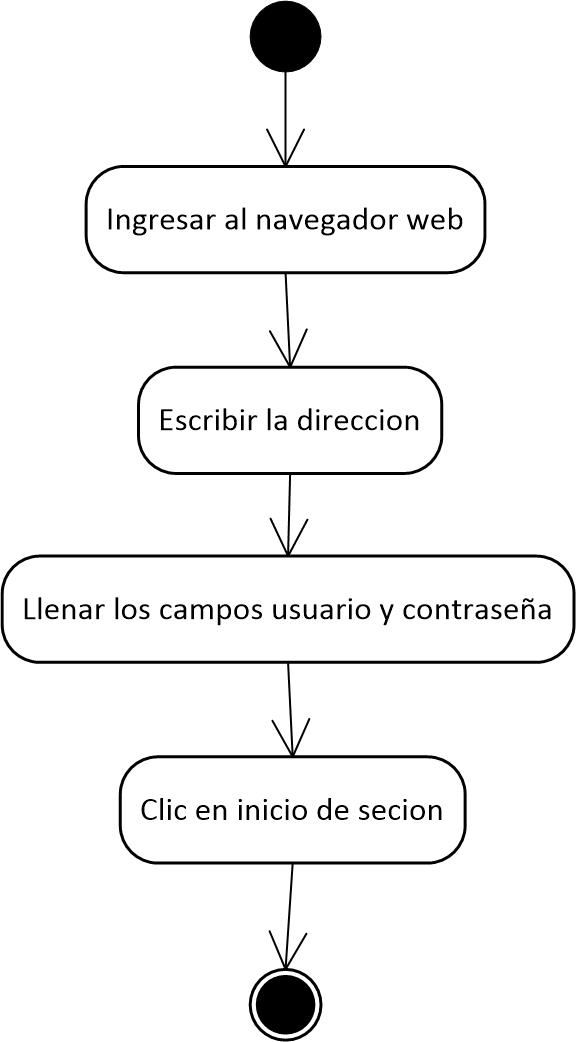 Ingresar al navegador web
Escribir la direccion
Llenar los campos usuario y contraseña
Clic en inicio de secion